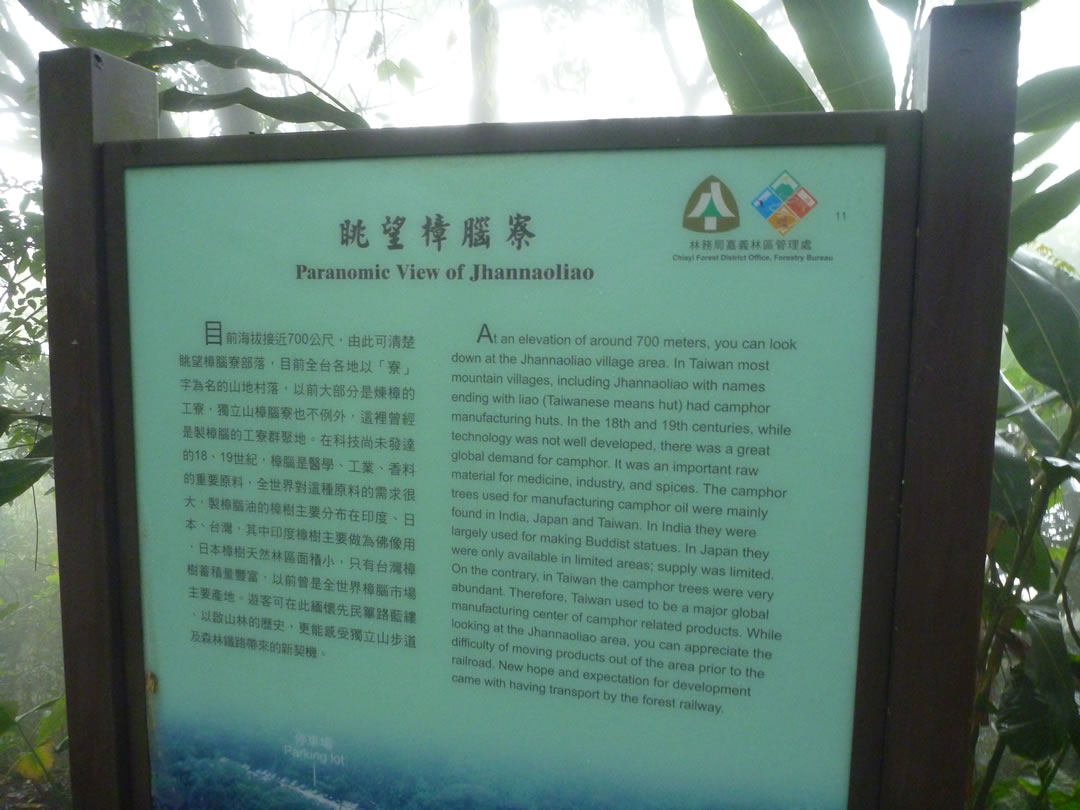 眺望樟腦寮
Paranomic View of Jhannaoliao
林務局嘉義林區管理處
Chiayi Forest District Office, Forestry Bureau
11
目前海拔接近700公尺，由此可清楚
眺望樟腦寮部落，目前全台各地以「寮」
字為名的山地村落，以前大部分是煉樟的
工寮，獨立山樟腦寮也不例外，這裡曾經
是製樟腦的工寮群聚地。在科技尚未發達
的18、19世紀，樟腦是醫學、工業、香料
的重要原料，全世界對這種原料的需求很
大，製樟腦油的樟樹主要分布在印度、日
本、台灣，其中印度樟樹主要做為佛像用
，日本樟樹天然林區面積小，只有台灣樟
樹蓄積量豐富，以前曾是全世界樟腦市場
主要產地。遊客可在此緬懷先民篳路藍縷
、以啟山林的歷史，更能感受獨立山步道
及森林鐵路帶來的新契機。
At an elevation of around 700 meters, you can look
down at the Jhannaoliao village area. In Taiwan most
mountain villages, including Jhannaoliao with names
ending with liao (Taiwanese means hut) had camphor
manufacturing huts. In the 18th and 19th centuries, while
technology was not well developed, there was a great
global demand for camphor. It was an important raw
material for medicine, industry, and spices. The camphor
trees used for manufacturing camphor oil were mainly
found in India, Japan and Taiwan. In India they were
largely used for making Buddist statues. In Japan they
were only available in limited areas; supply was limited.
On the contrary, in Taiwan the camphor trees were very
abundant. Therefore, Taiwan used to be a major global
manufacturing center of camphor related products. While
looking at the Jhannaoliao area, you can appreciate the
difficulty of moving products out of the area prior to the
railroad. New hope and expectation for development
came with having transport by the forest railway.
停車場
Parking lot